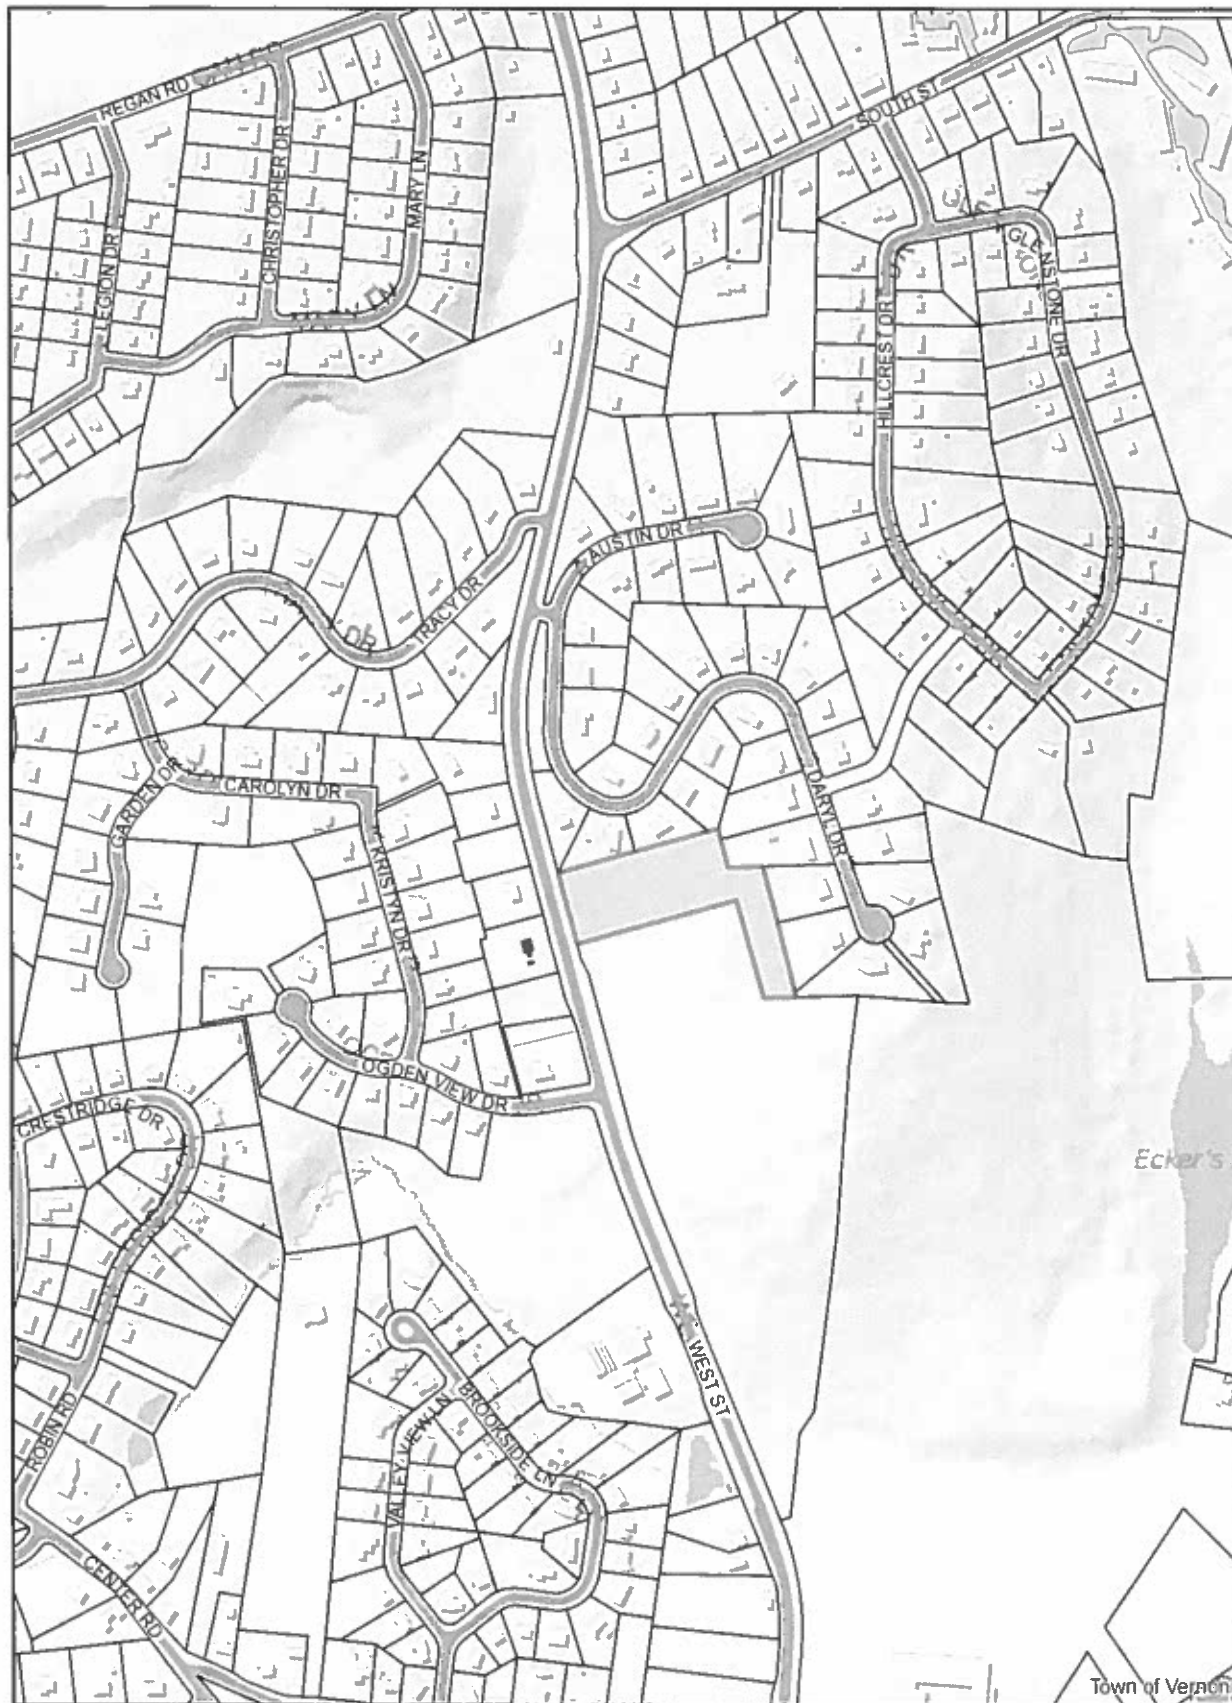 REGAN RD
SOUTH ST
CHRISTOPHER DR
MARY LN
LEGION DR
GLENSTONE DR
HILLCREST DR
AUSTIN DR
TRACY DR
DR
GARDEN DR
CAROLYN DR
DARYL DR
KRISTYN DR
OGDEN VIEW DR
CRESTRIDGE DR
Ecker's
WEST ST
ROBIN RD
BROOKSIDE LN
VALLEY VIEW LN
CENTER RD
Town of Vernon